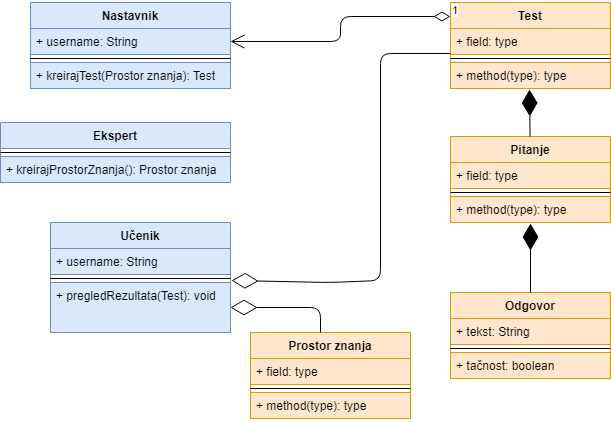 Nastavnik
+ username: String
+ kreirajTest(Prostor znanja): Test
1
Test
+ field: type
+ method(type): type
Ekspert
+ kreirajProstorZnanja(): Prostor znanja
Pitanje
+ field: type
+ method(type): type
Učenik
+ username: String
+ pregledRezultata(Test): void
Odgovor
+ tekst: String
+ tačnost: boolean
Prostor znanja
+ field: type
+ method(type): type